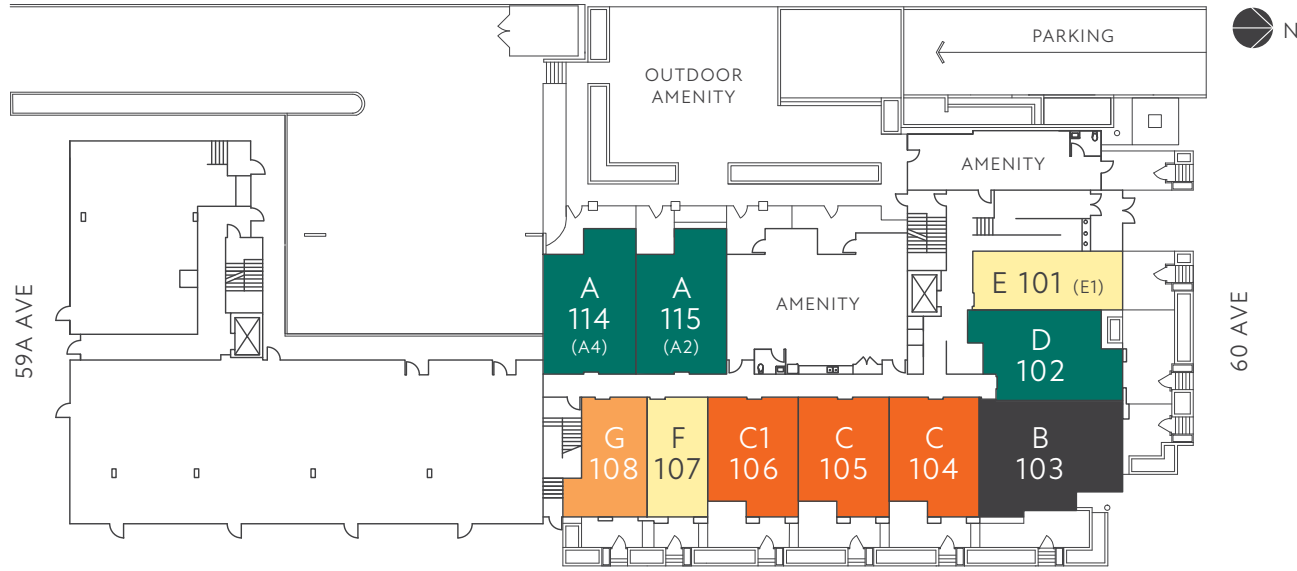 PARKING
N
OUTDOOR
AMENITY
AMENITY
E 101 (E1)
A
114
(A4)
A
115
(A2)
AMENITY
59A AVE
60 AVE
D
102
G
108
F
107
C1
106
C
105
C
104
B
103